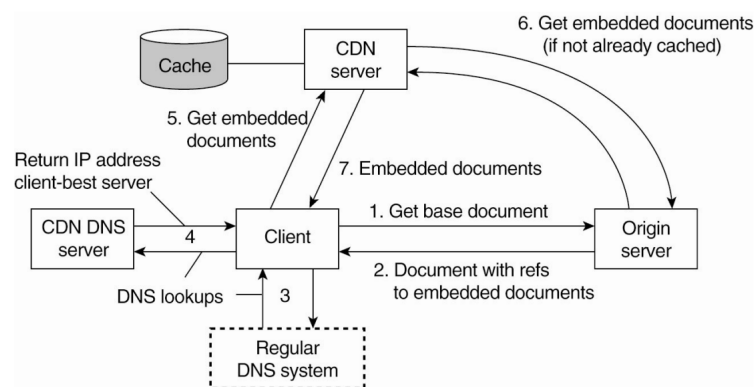 6. Get embedded documents
(if not already cached)
Cache
CDN
server
5. Get embedded
documents
Return IP address
client-best server
7. Embedded documents
1. Get base document
CDN DNS
server
4
Client
Origin
server
2. Document with refs
to embedded documents
DNS lookups
3
Regular
DNS system